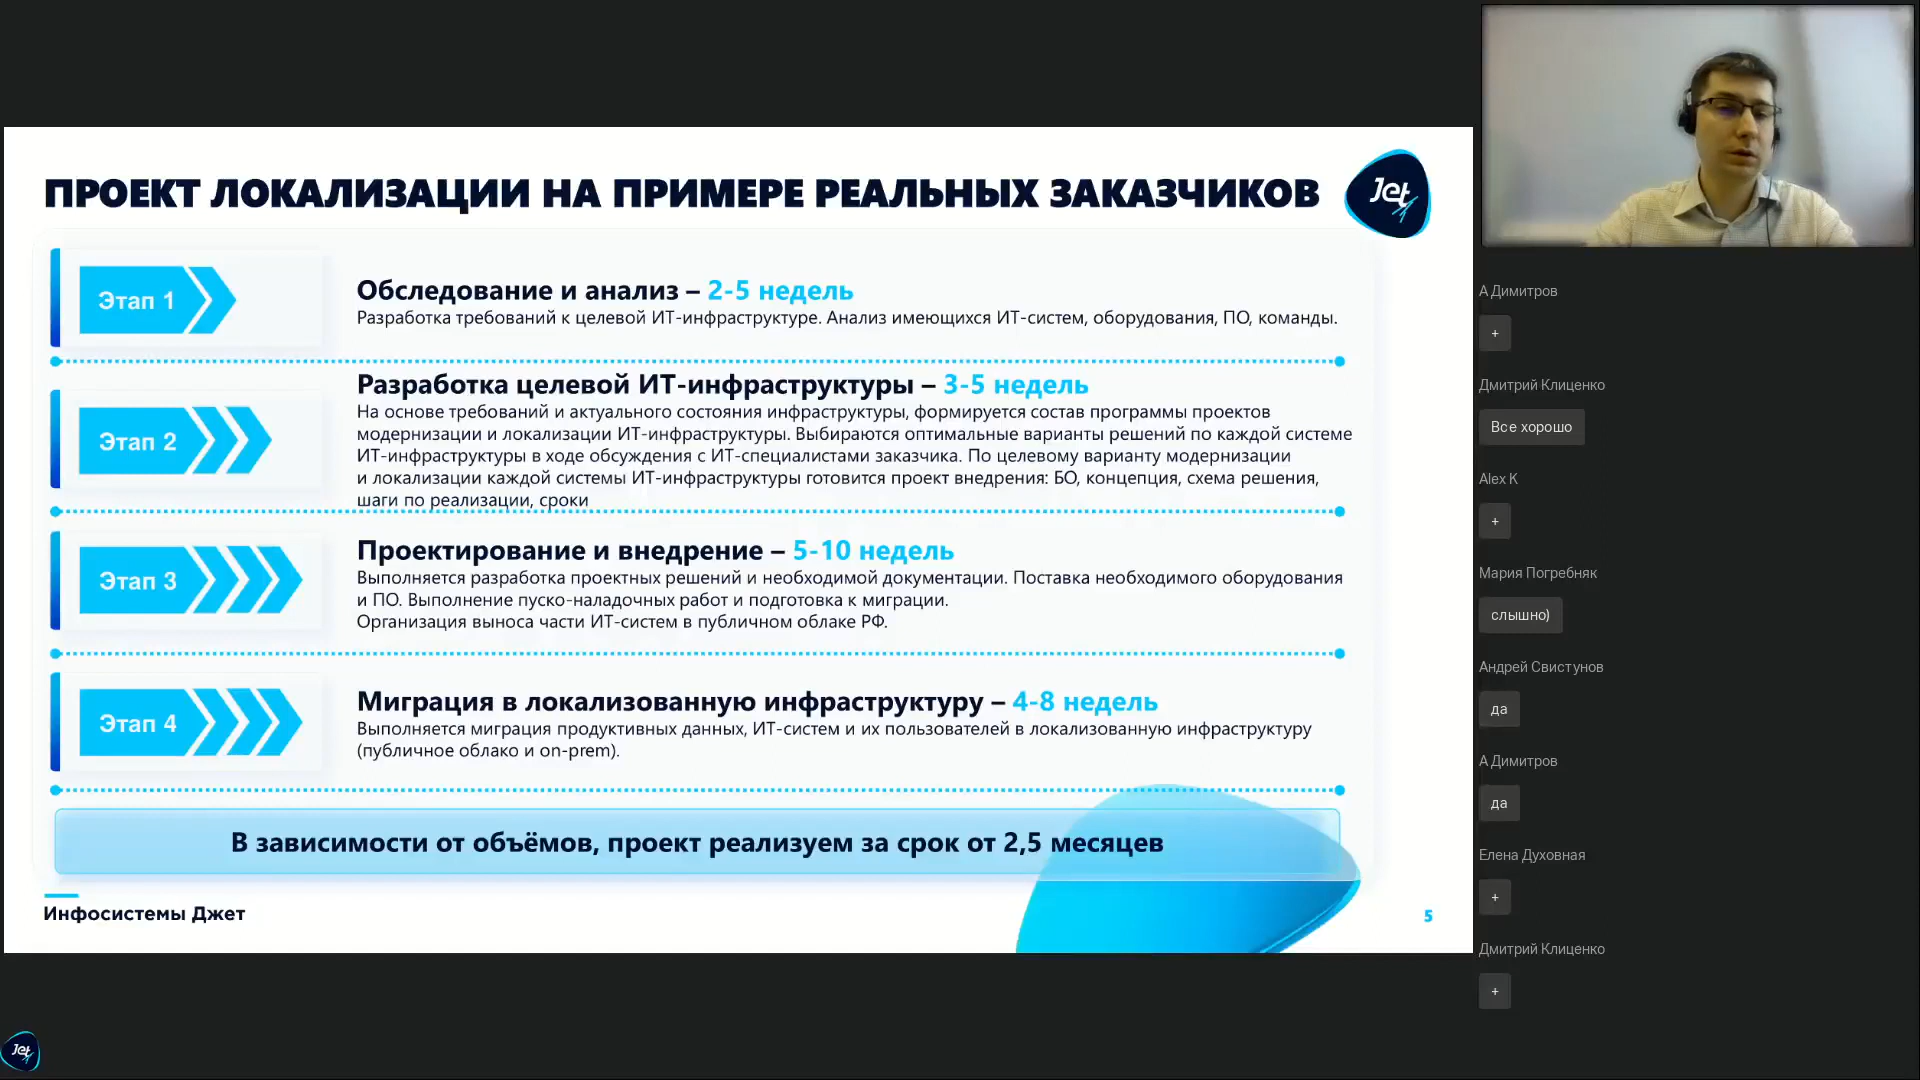 ПРОЕКТ ЛОКАЛИЗАЦИИ НА ПРИМЕРЕ РЕАЛЬНЫХ ЗАКАЗЧИКОВ
Jet
Этап 1
Обследование и анализ – 2-5 недель
Разработка требований к целевой ИТ-инфраструктуре. Анализ имеющихся ИТ-систем, оборудования, ПО, команды.
Этап 2
Разработка целевой ИТ-инфраструктуры – 3-5 недель
На основе требований и актуального состояния инфраструктуры, формируется состав программы проектов
модернизации и локализации ИТ-инфраструктуры. Выбираются оптимальные варианты решений по каждой системе
ИТ-инфраструктуры в ходе обсуждения с ИТ-специалистами заказчика. По целевому варианту модернизации
и локализации каждой системы ИТ-инфраструктуры готовится проект внедрения: БО, концепция, схема решения,
шаги по реализации, сроки
Этап 3
Проектирование и внедрение – 5-10 недель
Выполняется разработка проектных решений и необходимой документации. Поставка необходимого оборудования
и ПО. Выполнение пуско-наладочных работ и подготовка к миграции.
Организация выноса части ИТ-систем в публичном облаке РФ.
Этап 4
Миграция в локализованную инфраструктуру – 4-8 недель
Выполняется миграция продуктивных данных, ИТ-систем и их пользователей в локализованную инфраструктуру
(публичное облако и on-prem).
В зависимости от объёмов, проект реализуем за срок от 2,5 месяцев
Инфосистемы Джет
5
Jet
А Димитров
+
Дмитрий Клиценко
Все хорошо
Alex K
+
Мария Погребняк
слышно)
Андрей Свистунов
да
А Димитров
да
Елена Духовная
+
Дмитрий Клиценко
+